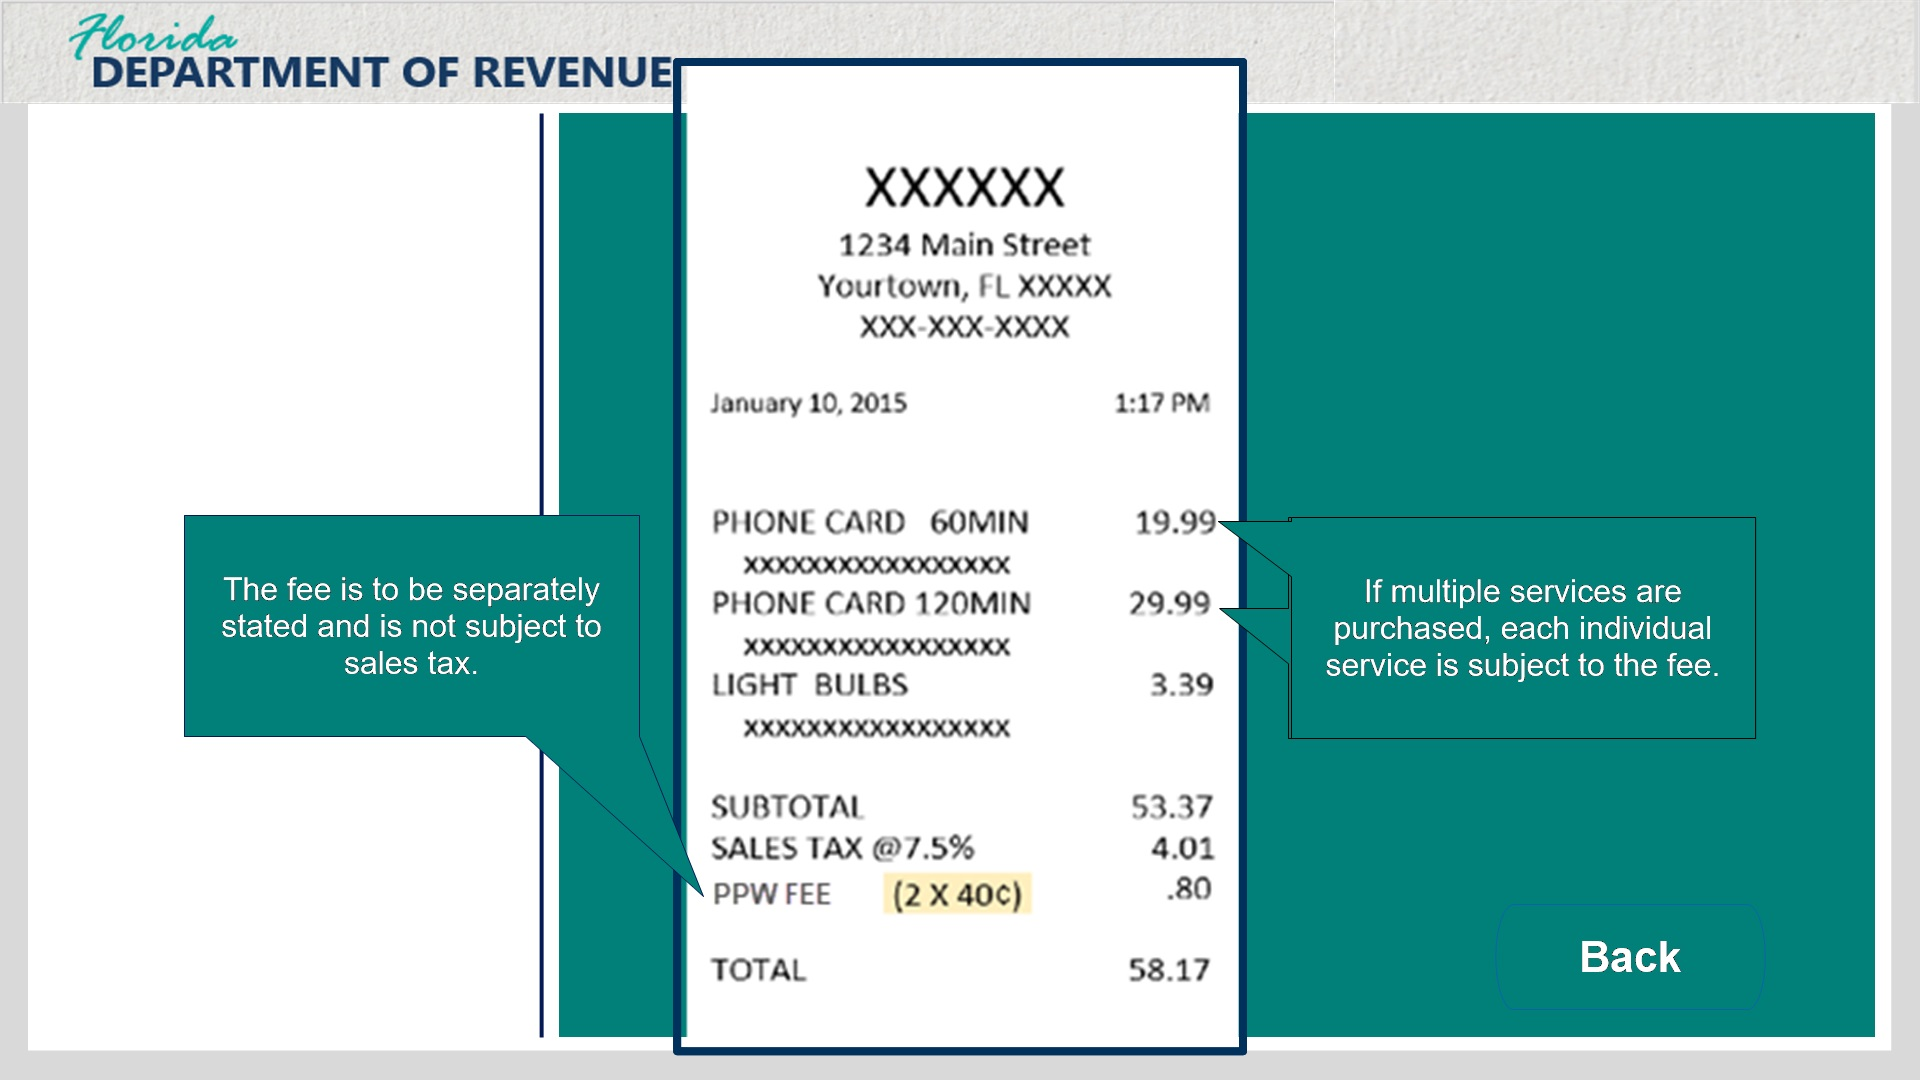 Florida
DEPARTMENT OF REVENUE
XXXXXX
1234 Main Street
Yourtown, FL XXXXX
XXX-XXX-XXXX
January 10, 2015 1:17 PM
PHONE CARD 60MIN 19.99
XXXXXXXXXXXXXXXXX
PHONE CARD 120MIN 29.99
XXXXXXXXXXXXXXXXX
LIGHT BULBS 3.39
XXXXXXXXXXXXXXXXX
SUBTOTAL 53.37
SALES TAX @7.5% 4.01
PPW FEE (2 X 40¢) .80
TOTAL 58.17
The fee is to be separately
stated and is not subject to
sales tax.
If multiple services are
purchased, each individual
service is subject to the fee.
Back